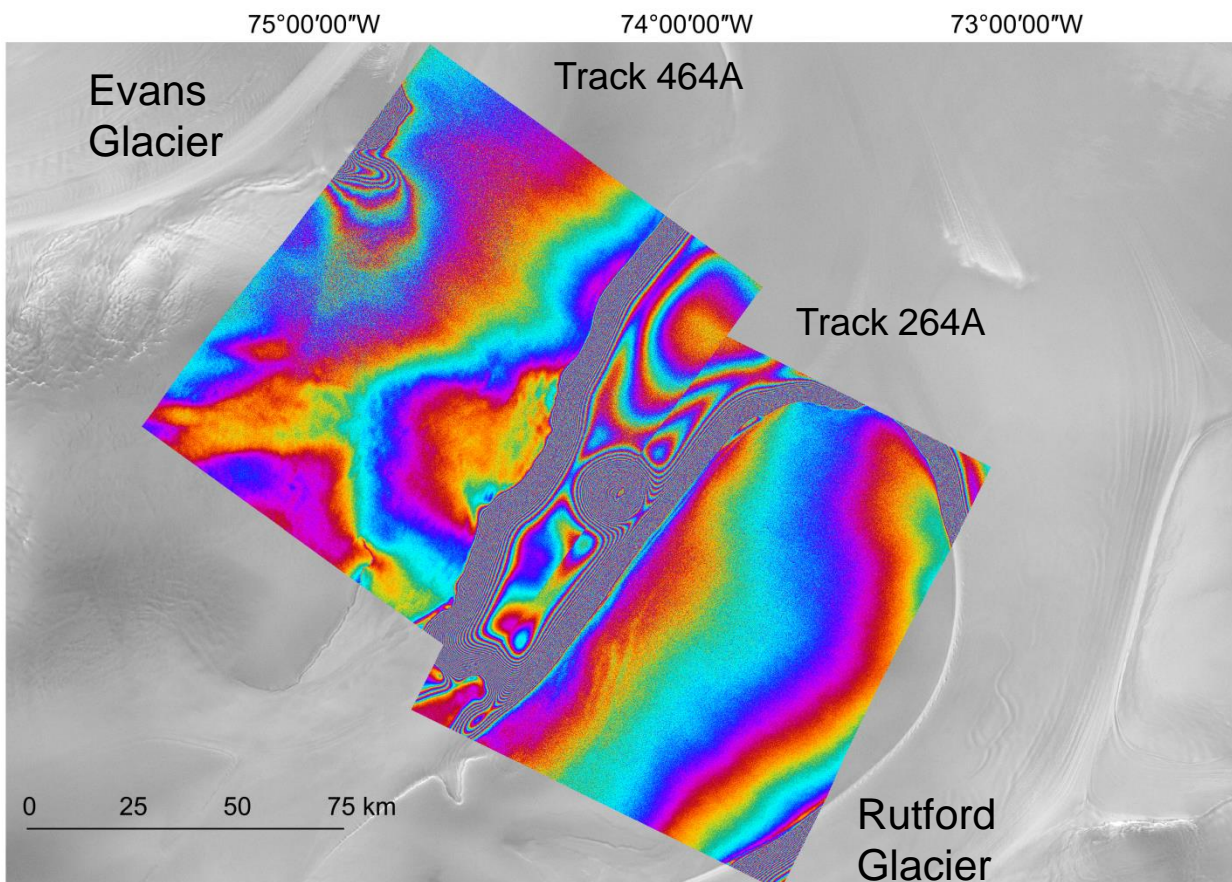 75°00'00"W
74°00'00"W
73°00'00"W
Track 464A
Evans
Glacier
Track 264A
0
25
50
75 km
Rutford
Glacier